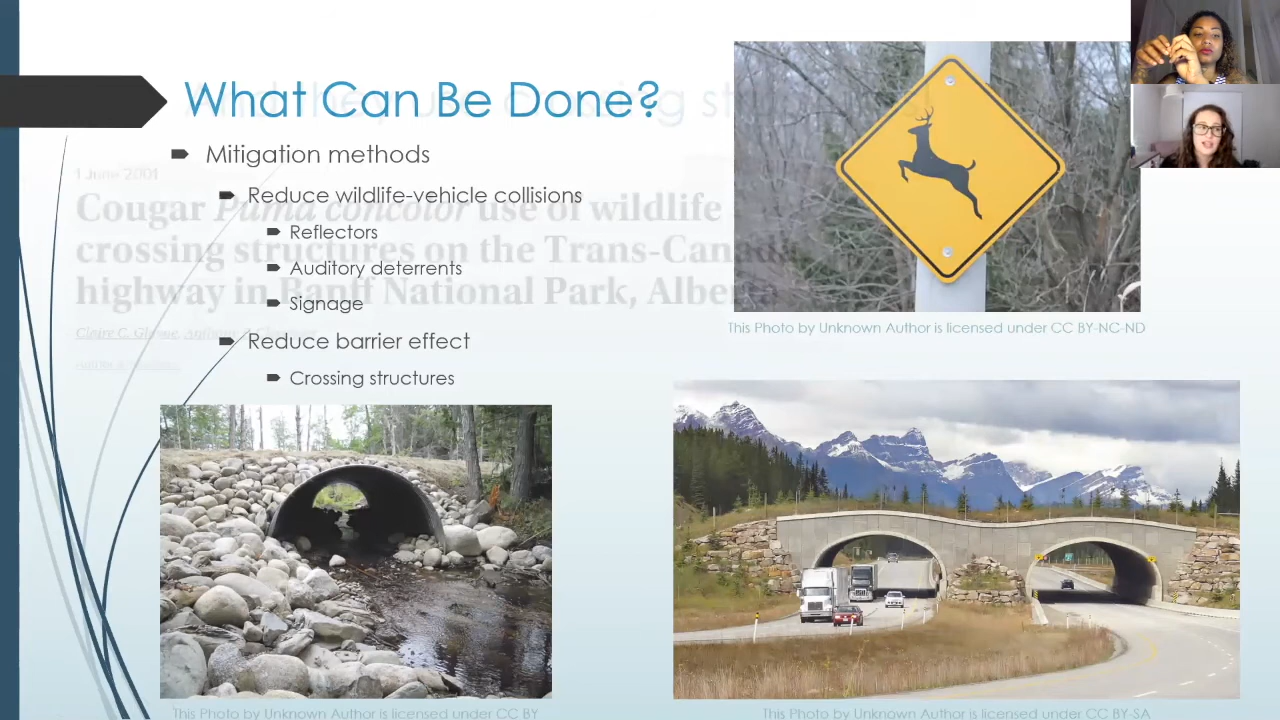 What Can Be Done?
Mitigation methods
Reduce wildlife-vehicle collisions
Reflectors
Auditory deterrents
Signage
Reduce barrier effect
Crossing structures
1 June 2001
Cougar Puma concolor use of wildlife
crossing structures on the Trans-Canada
highway in Banff National Park, Alberta
This Photo by Unknown Author is licensed under CC BY-NC-ND
This Photo by Unknown Author is licensed under CC BY
This Photo by Unknown Author is licensed under CC BY-SA